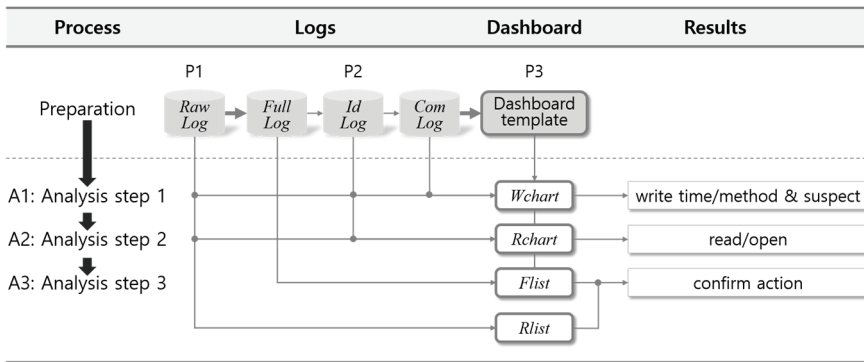 Process Logs Dashboard Results
P1 P2 P3
Preparation
Raw Log
Full Log
Id Log
Com Log
Dashboard template
A1: Analysis step 1 Wchart write time/method & suspect
A2: Analysis step 2 Rchart read/open
A3: Analysis step 3 Flist confirm action
Rlist